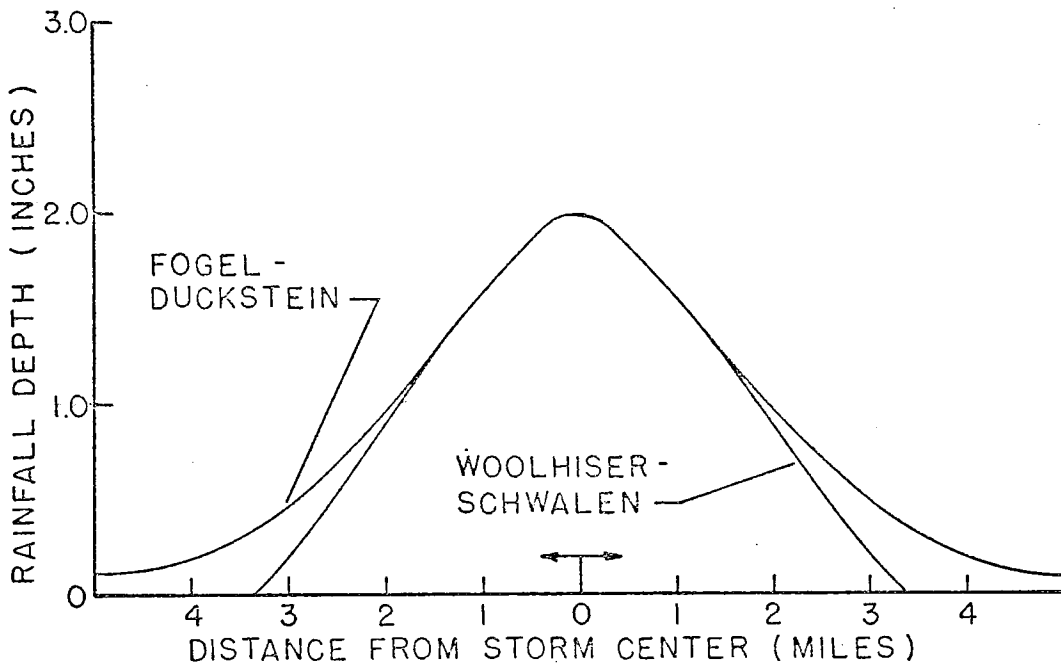 RAINFALL DEPTH (INCHES)
3.0
2.0
1.0
0
FOGEL-
DUCKSTEIN
WOOLHISER-
SCHWALEN
4 3 2 1 0 1 2 3 4
DISTANCE FROM STORM CENTER (MILES)